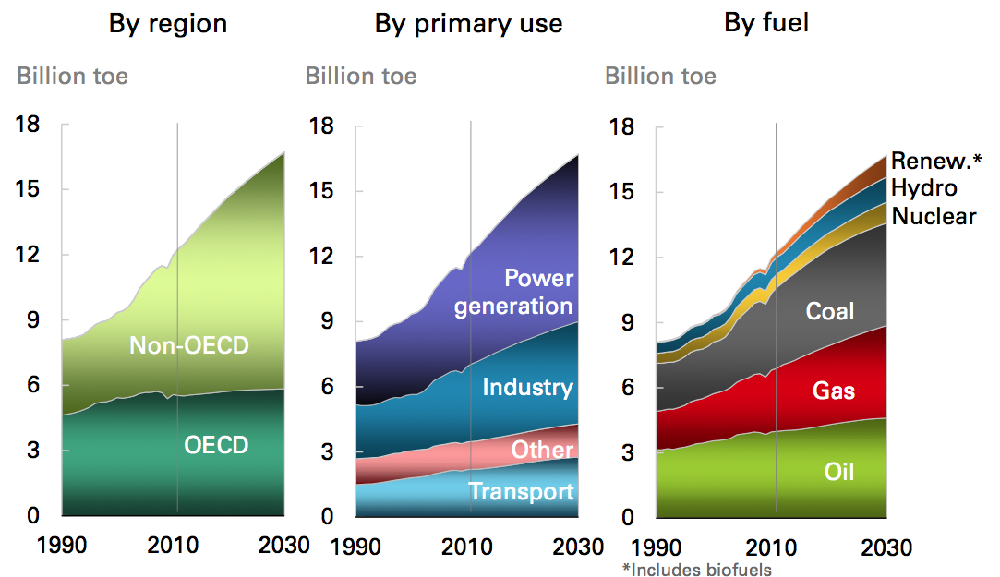 By region
Billion toe
18
15
12
9
6
3
0
Non-OECD
OECD
1990
2010
2030
By primary use
Billion toe
18
15
12
9
6
3
0
Power
generation
Industry
Other
Transport
1990
2010
2030
By fuel
Billion toe
18
15
12
9
6
3
0
Renew.*
Hydro
Nuclear
Coal
Gas
Oil
1990
2010
2030
*Includes biofuels